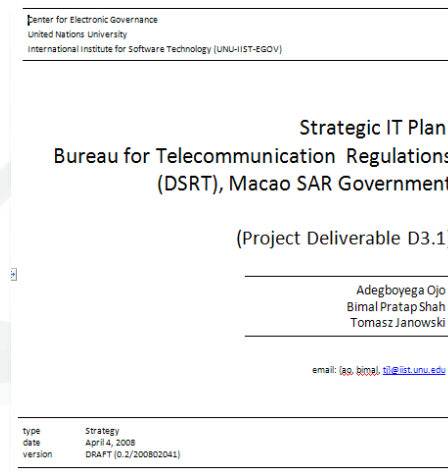 Center for Electronic Governance
United Nations University
International Institute for Software Technology (UNU-IIST-EGOV)
Strategic IT Plan
Bureau for Telecommunication Regulations
(DSRT), Macao SAR Government
(Project Deliverable D3.1)
Adegboyega Ojo
Bimal Pratap Shah
Tomasz Janowski
email: {ao, bimal, tj}@iist.unu.edu
type Strategy
date April 4, 2008
version DRAFT (0.2/200802041)